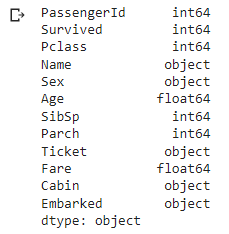 PassengerId int64
Survived int64
Pclass int64
Name object
Sex object
Age float64
SibSp int64
Parch int64
Ticket object
Fare float64
Cabin object
Embarked object
dtype: object